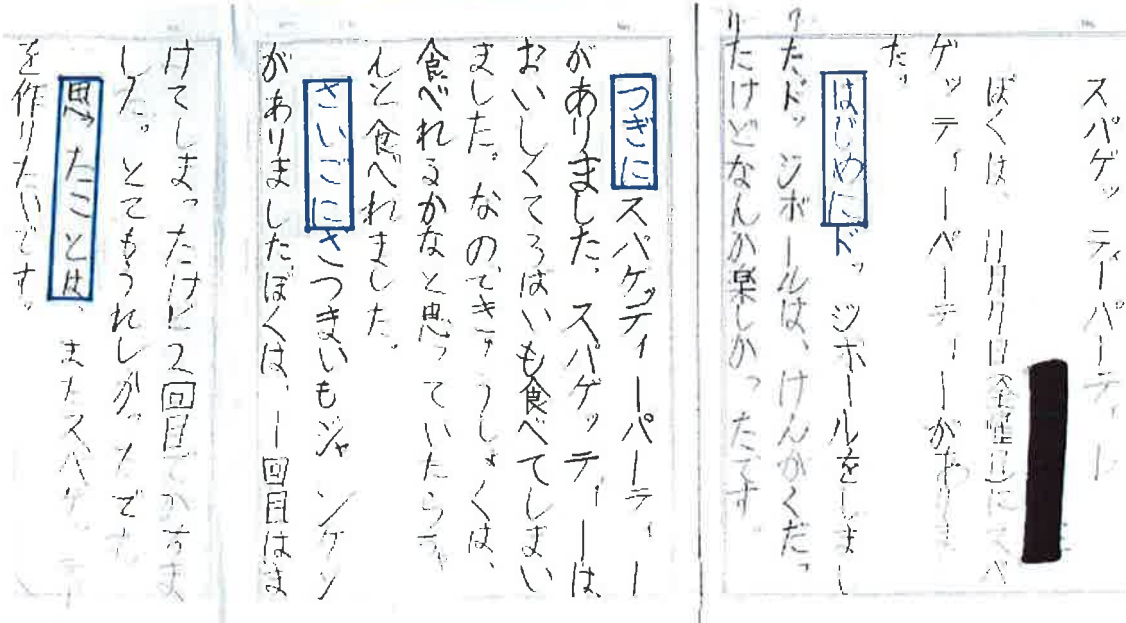 スパゲッティーパーティー
ぼくは、11月7日金曜日にスパ
ゲッティーパーティーがありま
た。
はじめにドッジボールをしまし
たドッジボールは、けんがくだっ
たけどなんか楽しかったです。
つぎにスパゲッティーパーティー
がありました。スパゲッティーは
おいしくて3ばいも食べてしまい
ました。なのできゅうしょくは、
食べれるかなと思っていたらちゃ
んと食べれました。
さいごにさつまいもジャンケン
がありましたぼくは、1回目はま
けてしまったけど2回目でかちま
した。とてもうれしかったです
思ったことは、またスパゲッティー
を作りたいです。